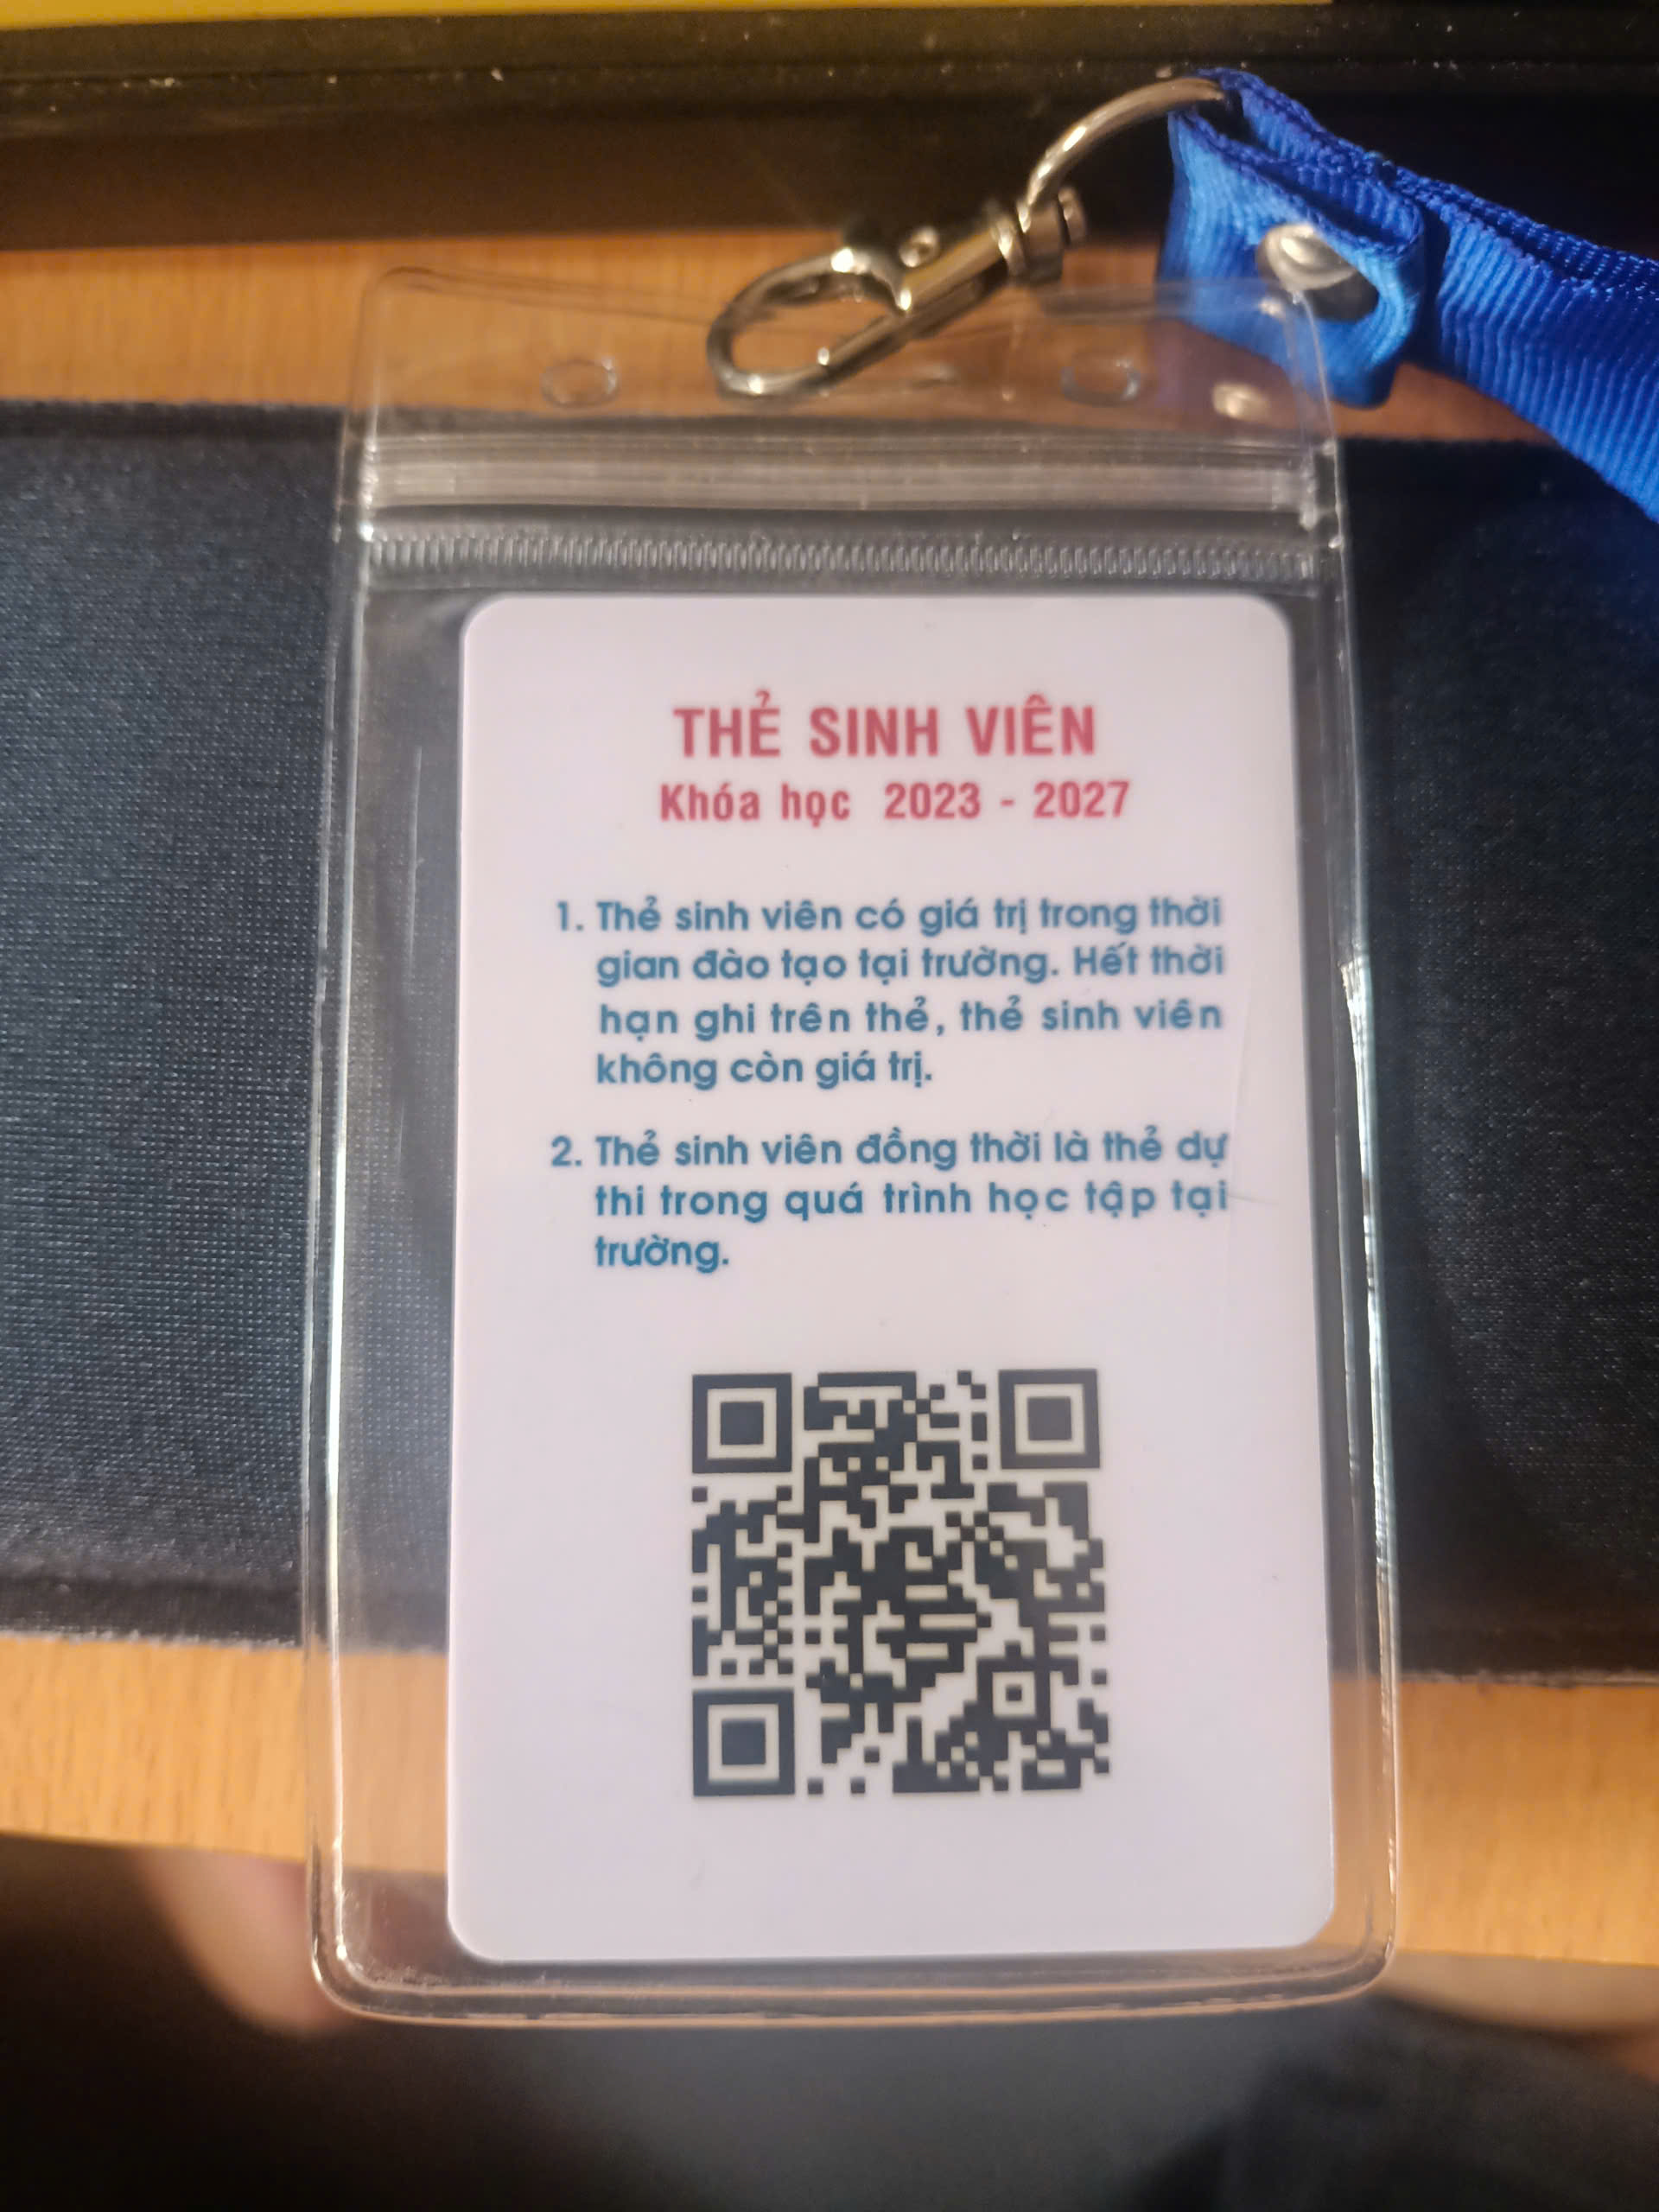 THẺ SINH VIÊN
Khóa học 2023 - 2027
1. Thẻ sinh viên có giá trị trong thời
gian đào tạo tại trường. Hết thời
hạn ghi trên thẻ, thẻ sinh viên
không còn giá trị.
2. Thẻ sinh viên đồng thời là thẻ dự
thi trong quá trình học tập tại
trường.